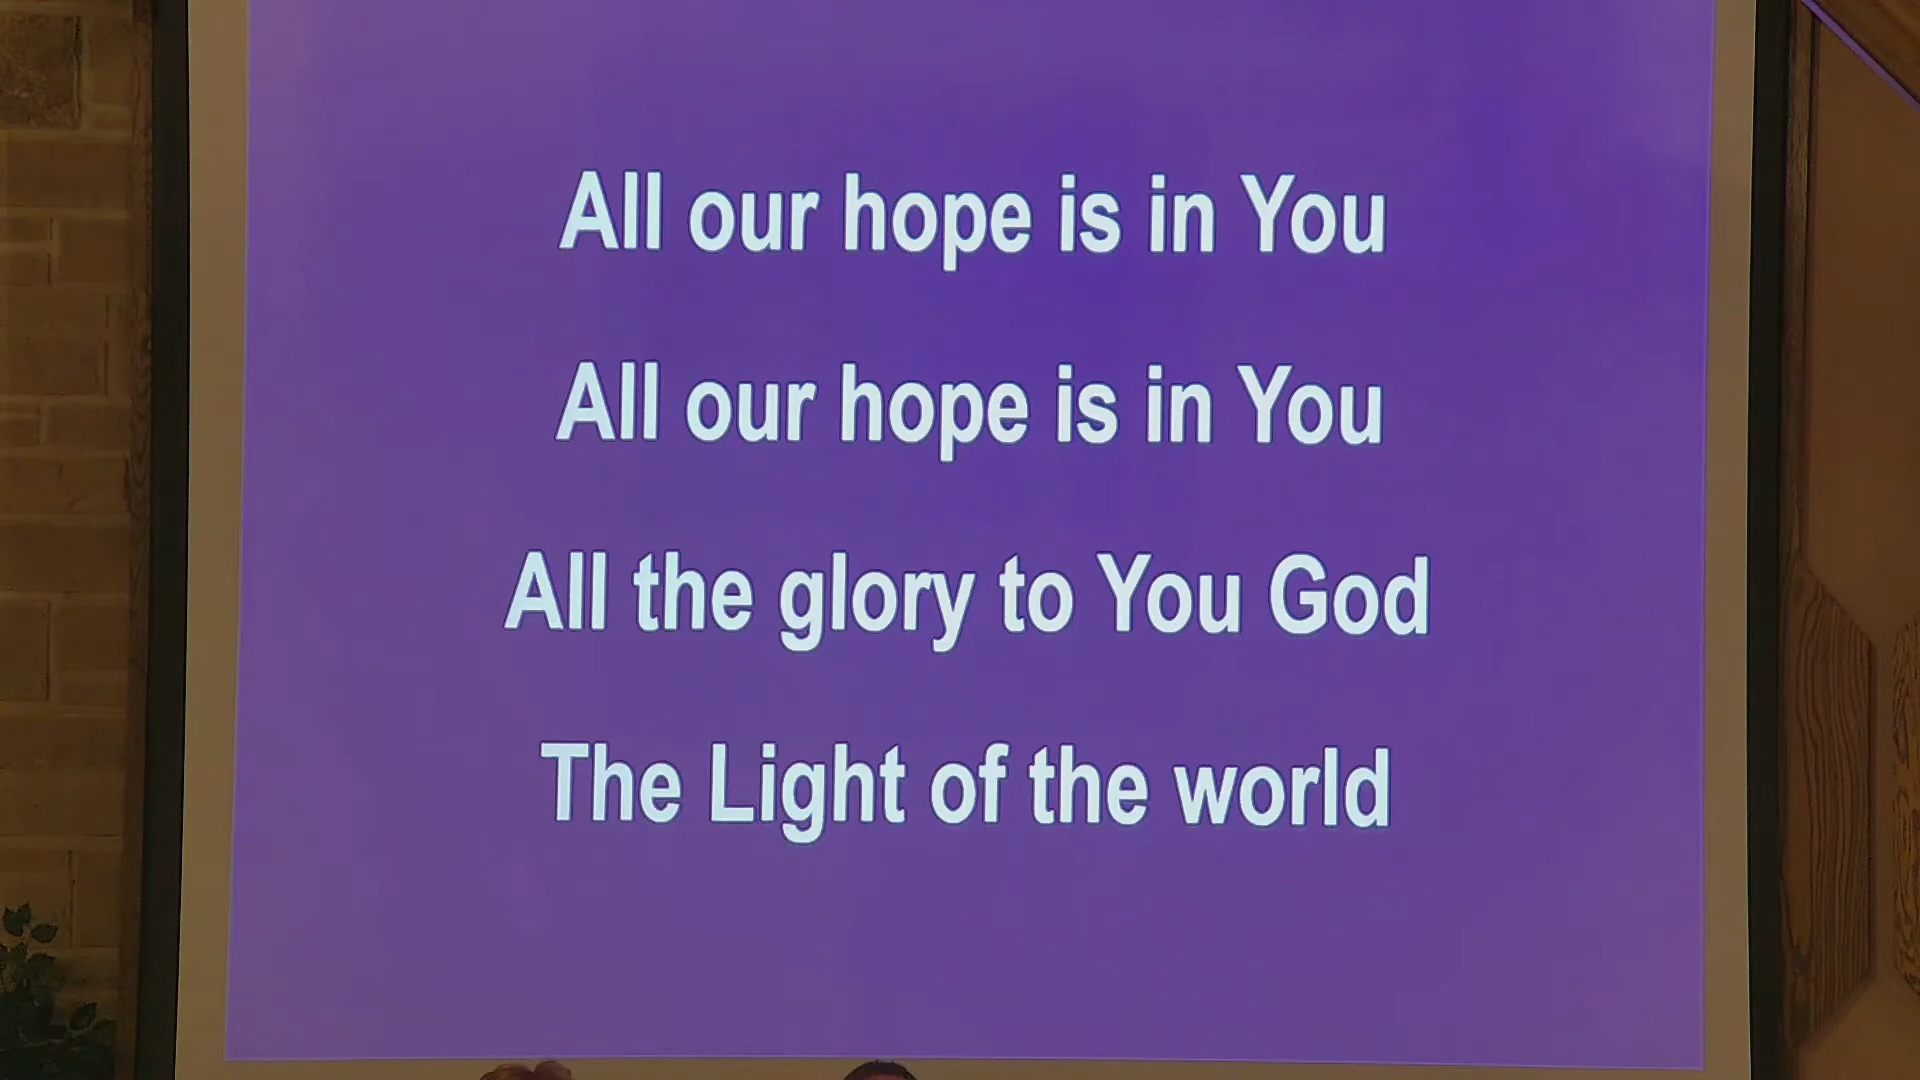 All our hope is in You
All our hope is in You
All the glory to You God
The Light of the world